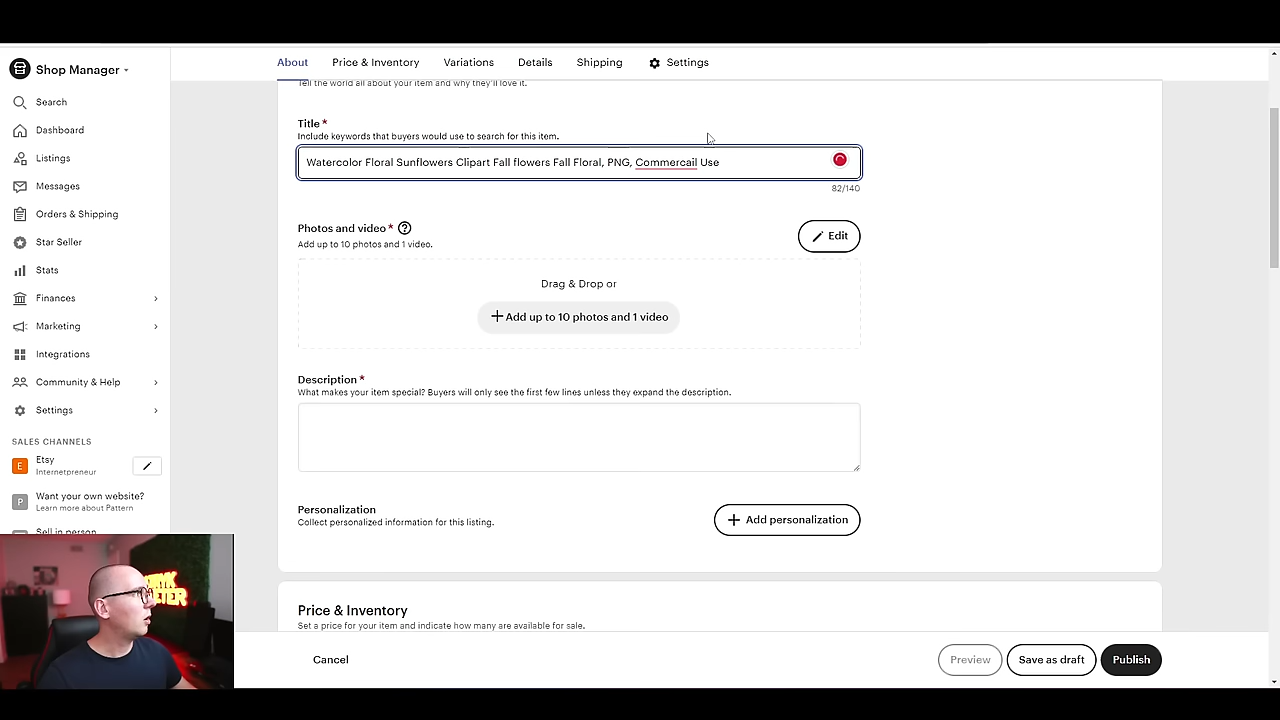 Shop Manager
Search
Dashboard
Listings
Messages
Orders & Shipping
Star Seller
Stats
Finances
Marketing
Integrations
Community & Help
Settings
SALES CHANNELS
E
Etsy
Internetpreneur
P
Want your own website?
Learn more about Pattern
Sell in person
About
Price & Inventory
Variations
Details
Shipping
Settings
Tell the world all about your item and why they'll love it.
Title *
Include keywords that buyers would use to search for this item.
Watercolor Floral Sunflowers Clipart Fall flowers Fall Floral, PNG, Commercail Use
82/140
Photos and video * ?
Add up to 10 photos and 1 video.
Edit
Drag & Drop or
Add up to 10 photos and 1 video
Description *
What makes your item special? Buyers will only see the first few lines unless they expand the description.
Personalization
Collect personalized information for this listing.
Add personalization
Price & Inventory
Set a price for your item and indicate how many are available for sale.
Cancel
Preview
Save as draft
Publish